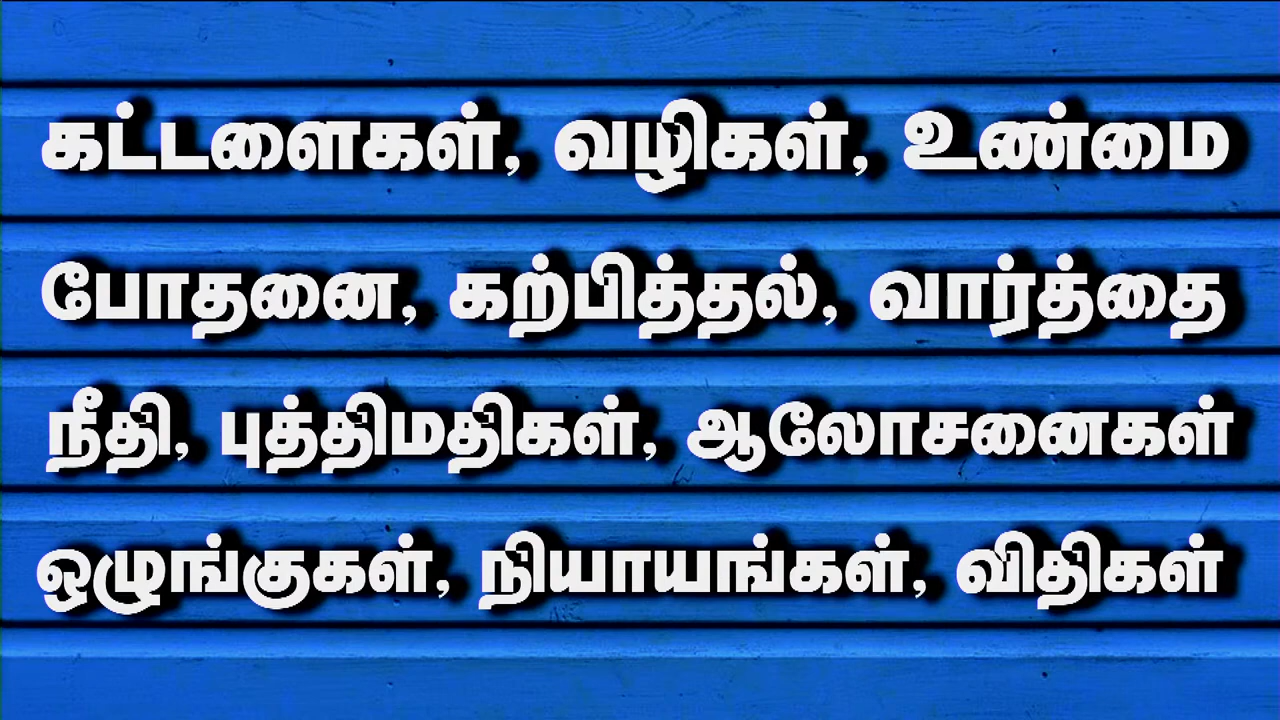 கட்டளைகள், வழிகள், உண்மை
போதனை, கற்பித்தல், வார்த்தை
நீதி, புத்திமதிகள், ஆலோசனைகள்
ஒழுங்குகள், நியாயங்கள், விதிகள்